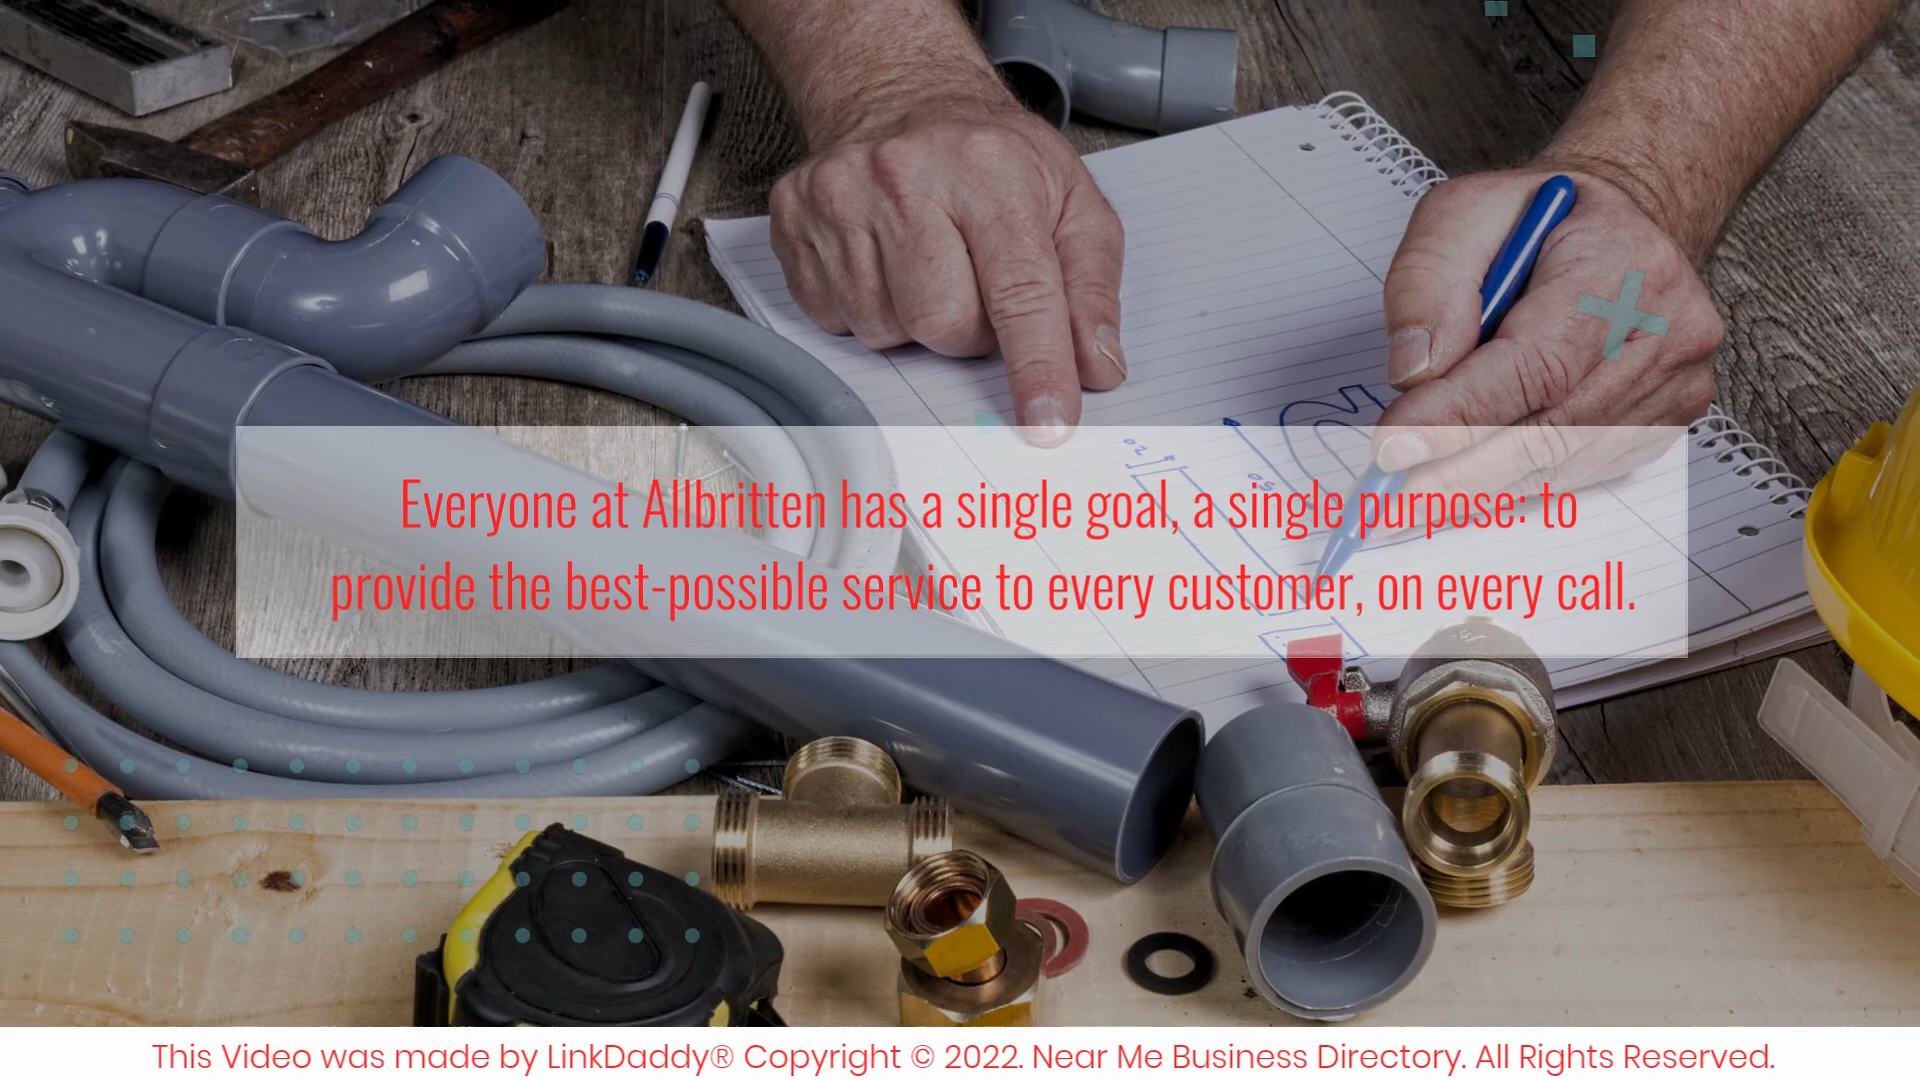 Everyone at Allbritten has a single goal, a single purpose: to
provide the best-possible service to every customer, on every call.
This Video was made by LinkDaddy® Copyright © 2022. Near Me Business Directory. All Rights Reserved.